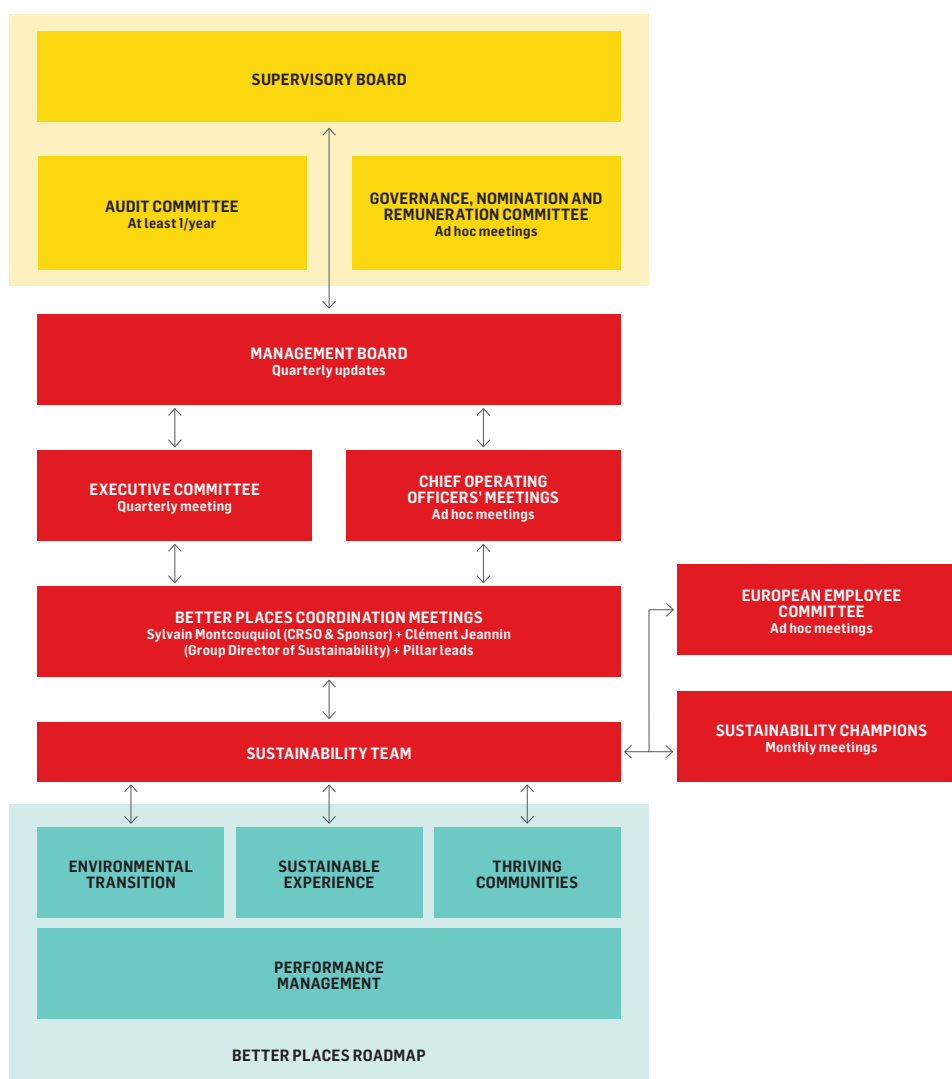 SUPERVISORY BOARD
AUDIT COMMITTEE
At least 1/year
GOVERNANCE, NOMINATION AND
REMUNERATION COMMITTEE
Ad hoc meetings
MANAGEMENT BOARD
Quarterly updates
EXECUTIVE COMMITTEE
Quarterly meeting
CHIEF OPERATING
OFFICERS' MEETINGS
Ad hoc meetings
BETTER PLACES COORDINATION MEETINGS
Sylvain Montcouquiol (CRSO & Sponsor) + Clément Jeannin
(Group Director of Sustainability) + Pillar leads
EUROPEAN EMPLOYEE
COMMITTEE
Ad hoc meetings
SUSTAINABILITY TEAM
SUSTAINABILITY CHAMPIONS
Monthly meetings
ENVIRONMENTAL
TRANSITION
SUSTAINABLE
EXPERIENCE
THRIVING
COMMUNITIES
PERFORMANCE
MANAGEMENT
BETTER PLACES ROADMAP